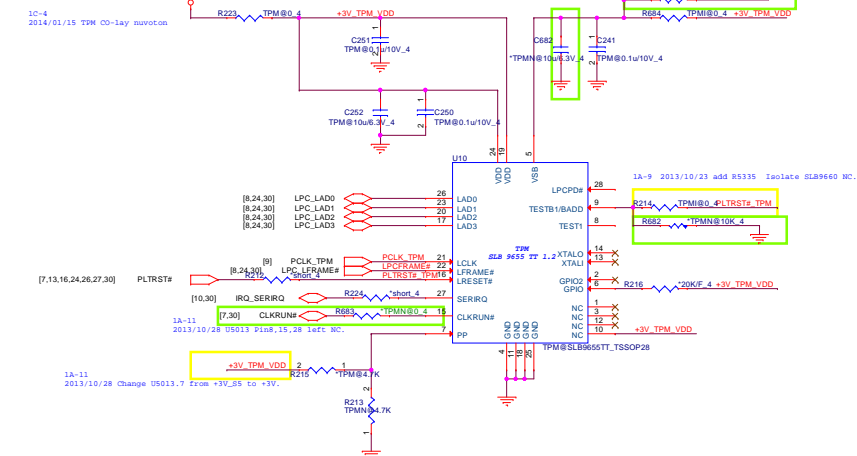 1C-4
2014/01/15 TPM CO-lay nuvoton
R223 TPM@0_4 +3V_TPM_VDD
R684 TPMI@0_4 +3V_TPM_VDD
C251
TPM@0.1u/10V_4
C682
*TPMN@10u/6.3V_4
C241
TPM@0.1u/10V_4
C252
TPM@10u/6.3V_4
C250
TPM@0.1u/10V_4
U10
24 VDD
19 VDD
5 VSB
1A-9 2013/10/23 add R5335 Isolate SLB9660 NC.
[8,24,30] LPC_LAD0 26 LAD0
[8,24,30] LPC_LAD1 23 LAD1
[8,24,30] LPC_LAD2 20 LAD2
[8,24,30] LPC_LAD3 17 LAD3
LPCPD# 28
TESTB1/BADD 9 R214 TPMI@0_4 PLTRST#_TPM
TEST1 8 R682 *TPMN@10K_4
TPM
SLB 9655 TT 1.2
XTALO 14
XTALI 13
[9] PCLK_TPM PCLK_TPM 21 LCLK
[8,24,30] LPC_LFRAME# LPCFRAME# 22 LFRAME#
[7,13,16,24,26,27,30] PLTRST# R212 *short_4 PLTRST#_TPM 16 LRESET#
GPIO2 2
GPIO 6 R216 *20K/F_4 +3V_TPM_VDD
[10,30] IRQ_SERIRQ R224 *short_4 27 SERIRQ
[7,30] CLKRUN# R683 *TPMN@0_4 15 CLKRUN#
NC 1
NC 3
NC 12
NC 10 +3V_TPM_VDD
1A-11
2013/10/28 U5013 Pin8,15,28 left NC.
7 PP
GND GND GND GND
4 11 18 25
TPM@SLB9655TT_TSSOP28
+3V_TPM_VDD 2 R215 *TPM@4.7K 1
1A-11
2013/10/28 Change U5013.7 from +3V_S5 to +3V.
R213
TPMN@4.7K